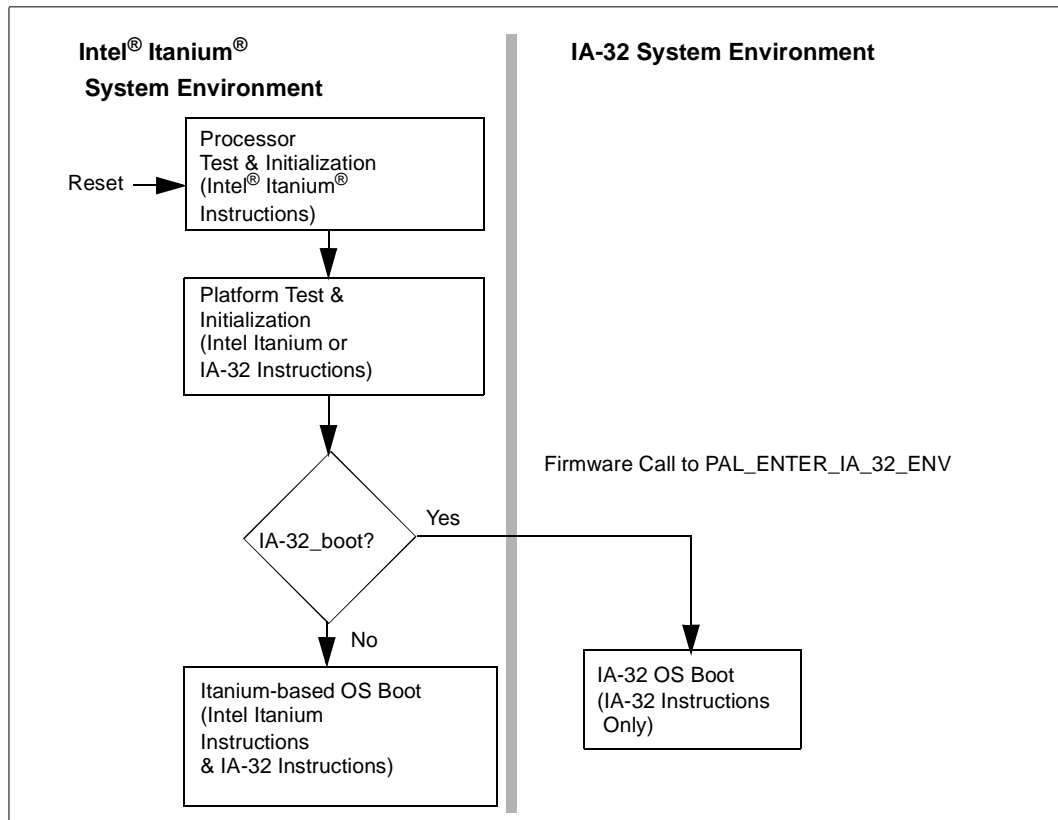 Intel® Itanium®
System Environment
IA-32 System Environment
Processor
Test & Initialization
(Intel® Itanium®
Instructions)
Reset
Platform Test &
Initialization
(Intel Itanium or
IA-32 Instructions)
Firmware Call to PAL_ENTER_IA_32_ENV
Yes
IA-32_boot?
No
Itanium-based OS Boot
(Intel Itanium
Instructions
& IA-32 Instructions)
IA-32 OS Boot
(IA-32 Instructions
Only)